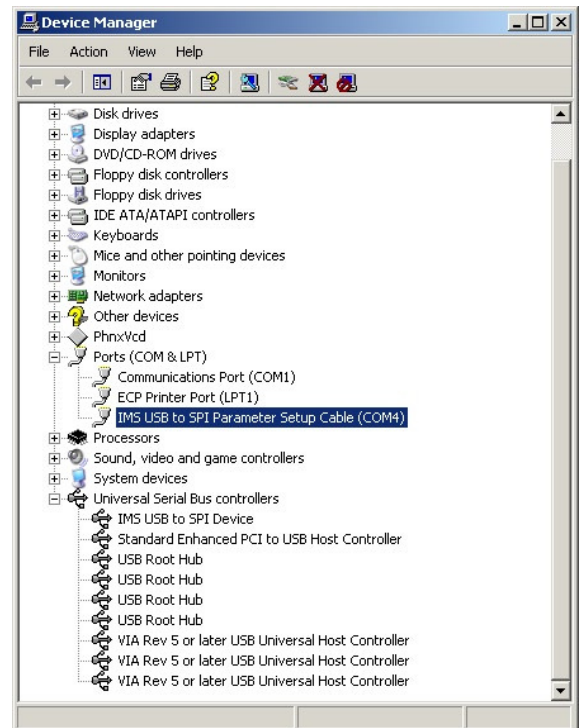 Device Manager
File Action View Help
Disk drives
Display adapters
DVD/CD-ROM drives
Floppy disk controllers
Floppy disk drives
IDE ATA/ATAPI controllers
Keyboards
Mice and other pointing devices
Monitors
Network adapters
Other devices
PhnxVcd
Ports (COM & LPT)
Communications Port (COM1)
ECP Printer Port (LPT1)
IMS USB to SPI Parameter Setup Cable (COM4)
Processors
Sound, video and game controllers
System devices
Universal Serial Bus controllers
IMS USB to SPI Device
Standard Enhanced PCI to USB Host Controller
USB Root Hub
USB Root Hub
USB Root Hub
USB Root Hub
VIA Rev 5 or later USB Universal Host Controller
VIA Rev 5 or later USB Universal Host Controller
VIA Rev 5 or later USB Universal Host Controller